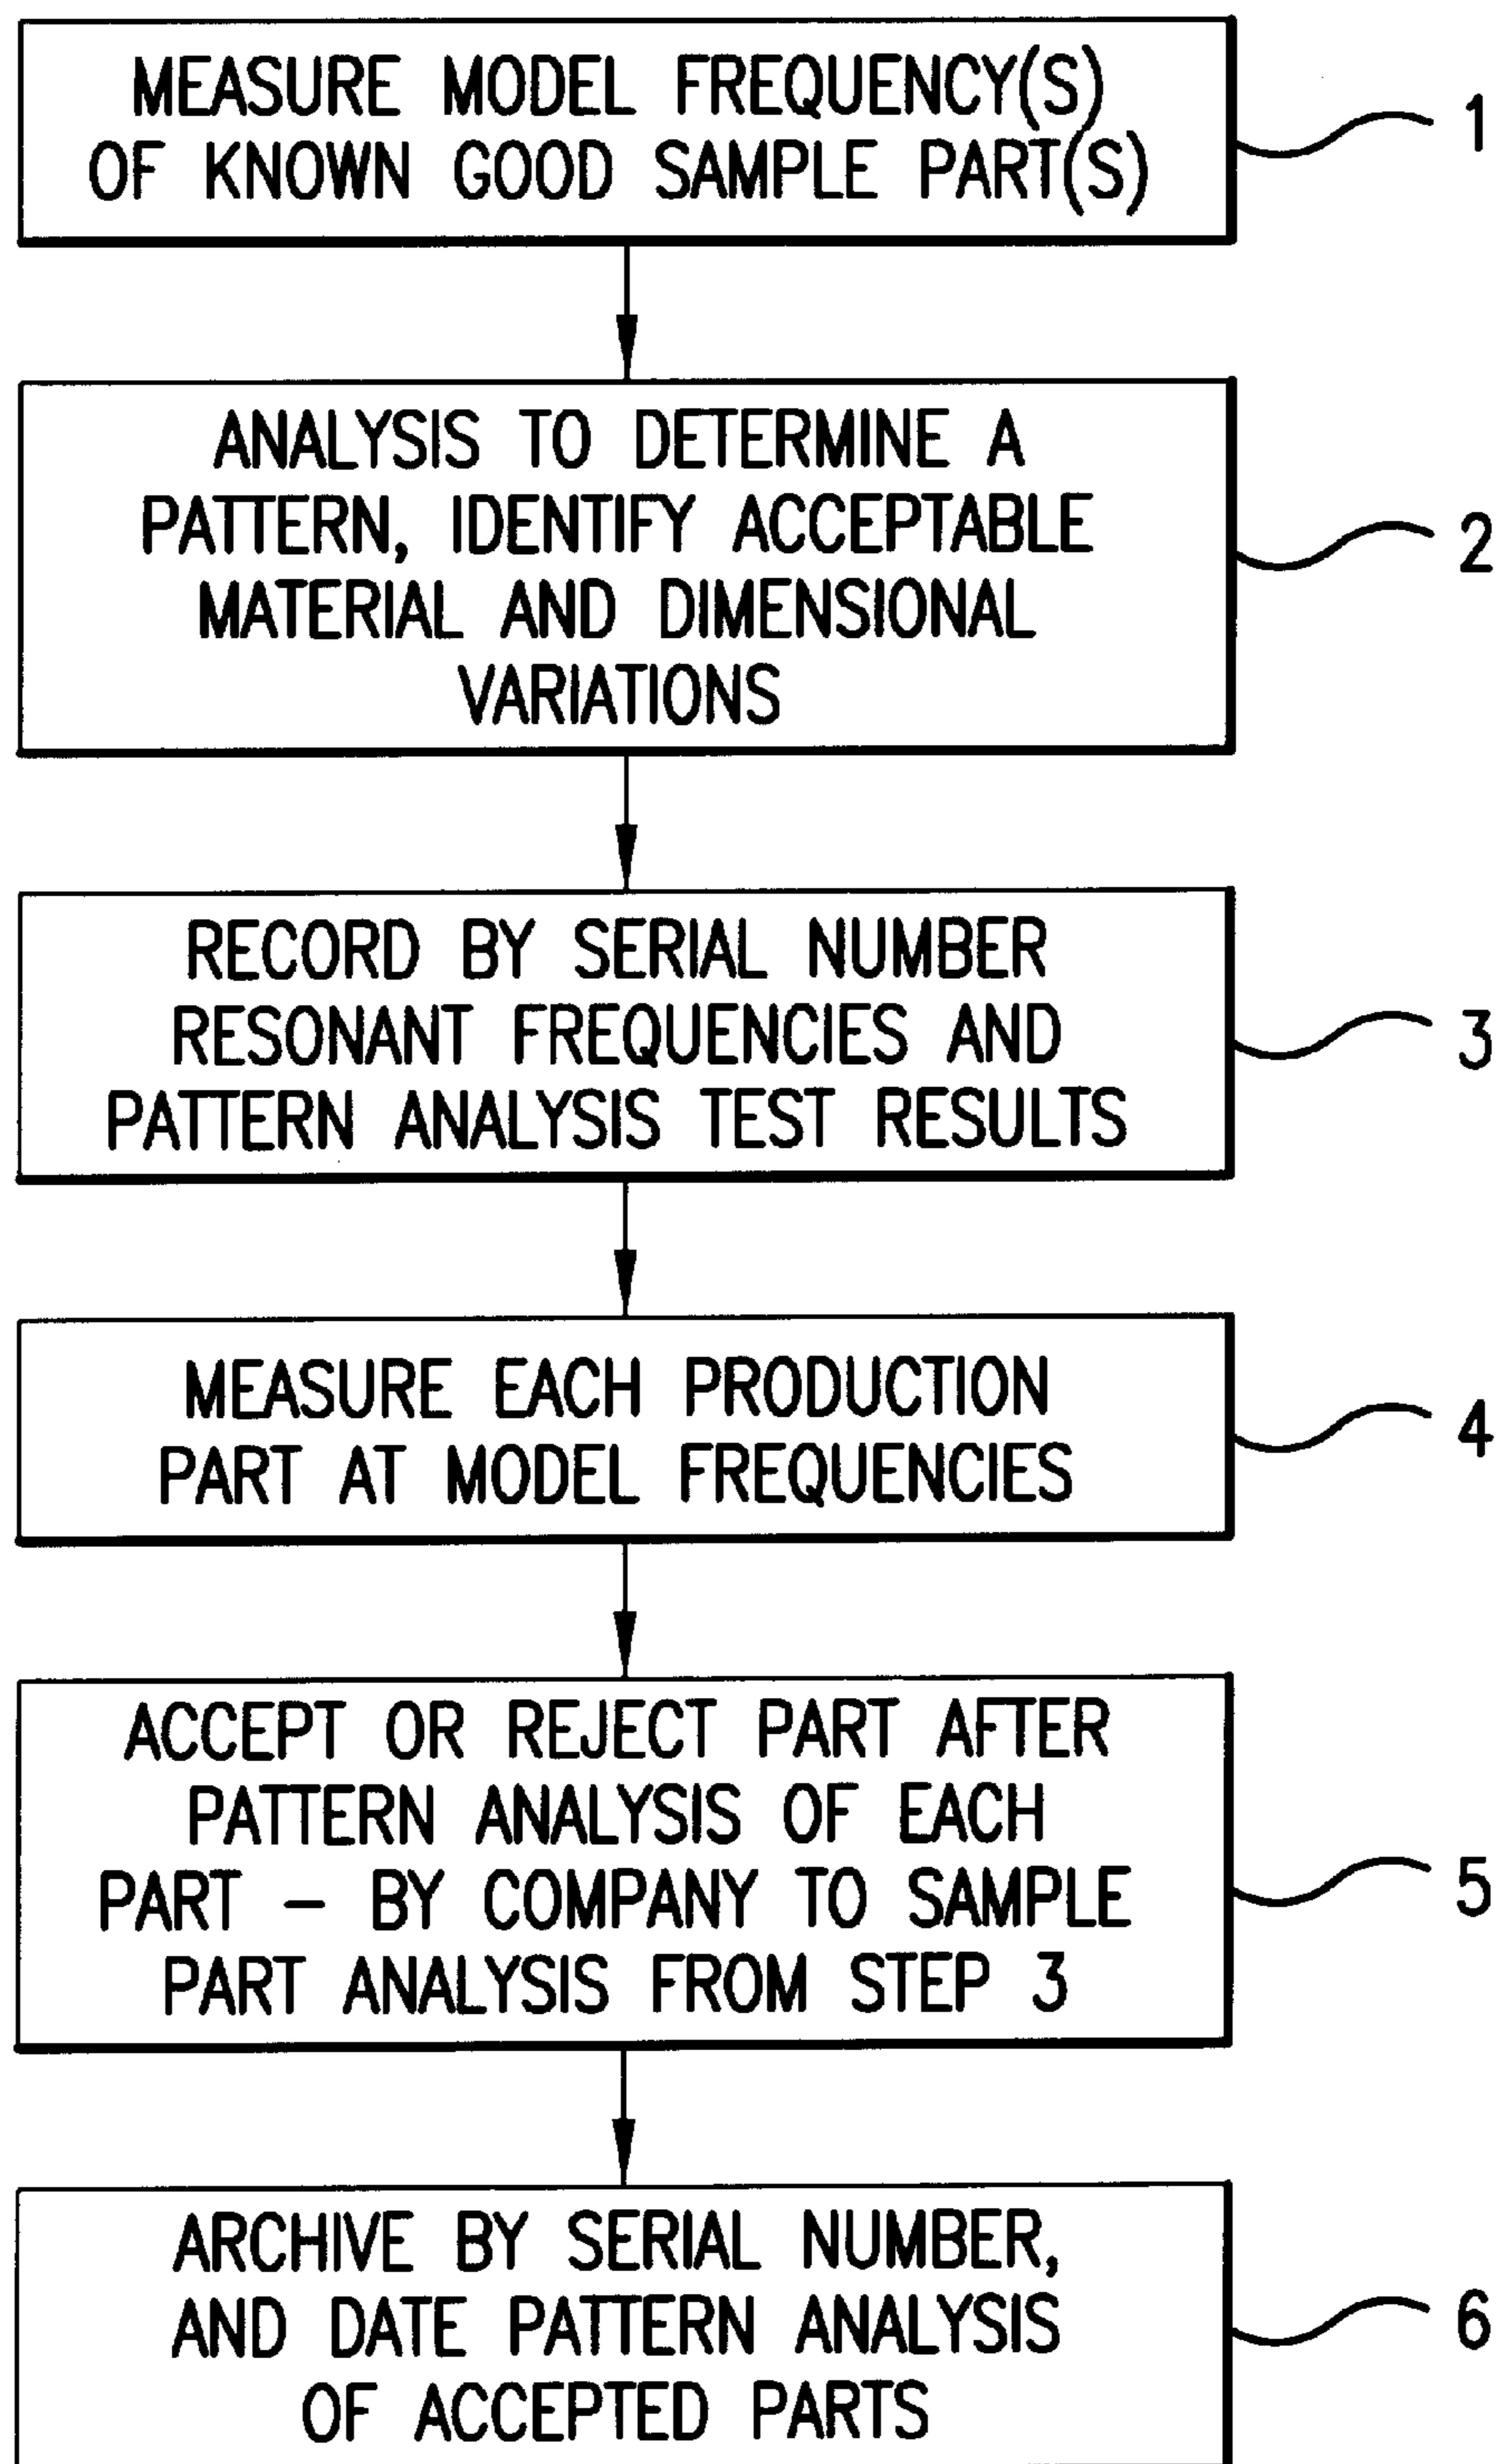 MEASURE MODEL FREQUENCY(S)
OF KNOWN GOOD SAMPLE PART(S)
1
ANALYSIS TO DETERMINE A
PATTERN, IDENTIFY ACCEPTABLE
MATERIAL AND DIMENSIONAL
VARIATIONS
2
RECORD BY SERIAL NUMBER
RESONANT FREQUENCIES AND
PATTERN ANALYSIS TEST RESULTS
3
MEASURE EACH PRODUCTION
PART AT MODEL FREQUENCIES
4
ACCEPT OR REJECT PART AFTER
PATTERN ANALYSIS OF EACH
PART – BY COMPANY TO SAMPLE
PART ANALYSIS FROM STEP 3
5
ARCHIVE BY SERIAL NUMBER,
AND DATE PATTERN ANALYSIS
OF ACCEPTED PARTS
6